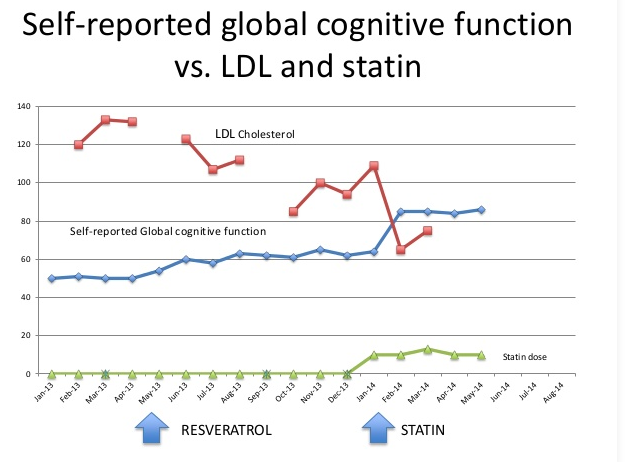 Self-reported global cognitive function
vs. LDL and statin
140
120
100
80
60
40
20
0
LDL Cholesterol
Self-reported Global cognitive function
Statin dose
Jan-13
Feb-13
Mar-13
Apr-13
May-13
Jun-13
Jul-13
Aug-13
Sep-13
Oct-13
Nov-13
Dec-13
Jan-14
Feb-14
Mar-14
Apr-14
May-14
Jun-14
Jul-14
Aug-14
RESVERATROL
STATIN